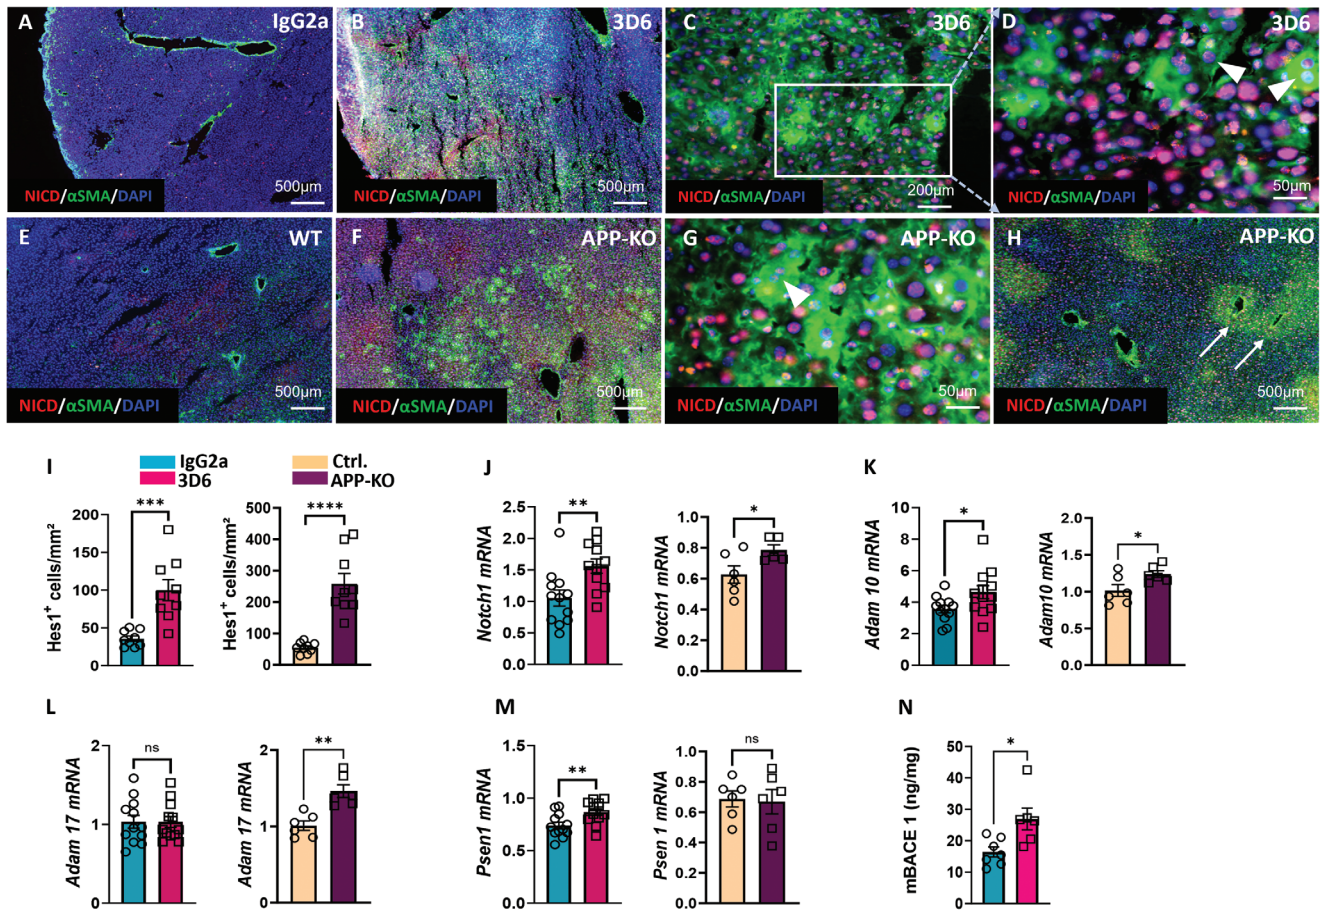 A IgG2a
NICD/αSMA/DAPI 500μm
B 3D6
NICD/αSMA/DAPI 500μm
C 3D6
NICD/αSMA/DAPI 200μm
D 3D6
NICD/αSMA/DAPI 50μm
E WT
NICD/αSMA/DAPI 500μm
F APP-KO
NICD/αSMA/DAPI 500μm
G APP-KO
NICD/αSMA/DAPI 50μm
H APP-KO
NICD/αSMA/DAPI 500μm
I
IgG2a
3D6
Ctrl.
APP-KO
Hes1⁺ cells/mm²
200
150
100
50
0
***
Hes1⁺ cells/mm²
500
400
300
200
100
0
****
J
Notch1 mRNA
2.5
2.0
1.5
1.0
0.5
0.0
**
Notch1 mRNA
1.0
0.8
0.6
0.4
0.2
0.0
*
K
Adam 10 mRNA
10
8
6
4
2
0
*
Adam10 mRNA
2.0
1.5
1.0
0.5
0.0
*
L
Adam 17 mRNA
2
1
0
ns
Adam 17 mRNA
2
1
0
**
M
Psen1 mRNA
1.5
1.0
0.5
0.0
**
Psen 1 mRNA
1.0
0.8
0.6
0.4
0.2
0.0
ns
N
mBACE 1 (ng/mg)
50
40
30
20
10
0
*